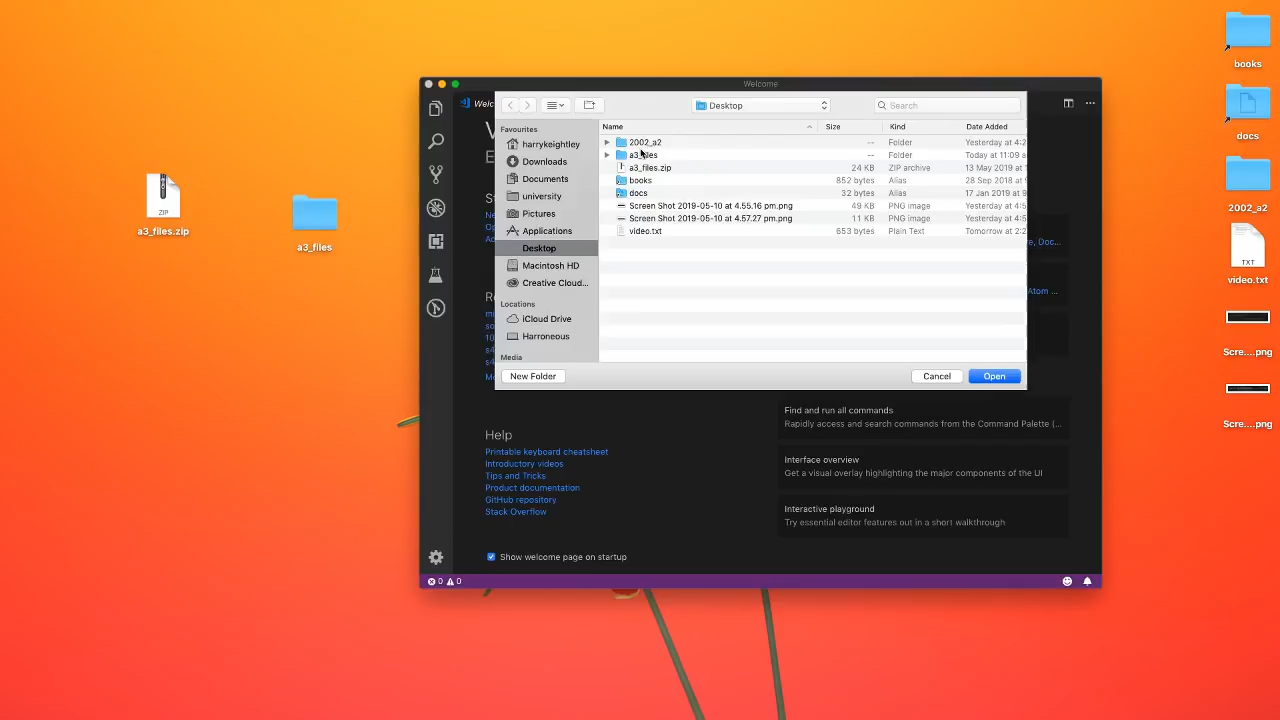 books
docs
2002_a2
TXT
video.txt
Scre....png
Scre....png
ZIP
a3_files.zip
a3_files
Welcome
Welc
Desktop
Search
Favourites
harrykeightley
Downloads
Documents
university
Pictures
Applications
Desktop
Macintosh HD
Creative Cloud...
Locations
iCloud Drive
Harroneous
Media
Name Size Kind Date Added
2002_a2 -- Folder Yesterday at 4:2
a3_files -- Folder Today at 11:09 a
a3_files.zip 24 KB ZIP archive 13 May 2019 at
books 852 bytes Alias 28 Sep 2018 at
docs 32 bytes Alias 17 Jan 2019 at
Screen Shot 2019-05-10 at 4.55.16 pm.png 49 KB PNG image Yesterday at 4:5
Screen Shot 2019-05-10 at 4.57.27 pm.png 11 KB PNG image Yesterday at 4:5
video.txt 653 bytes Plain Text Tomorrow at 2:2
New Folder
Cancel
Open
e, Doc...
Atom ...
Find and run all commands
Rapidly access and search commands from the Command Palette (...
Help
Printable keyboard cheatsheet
Introductory videos
Tips and Tricks
Product documentation
GitHub repository
Stack Overflow
Interface overview
Get a visual overlay highlighting the major components of the UI
Interactive playground
Try essential editor features out in a short walkthrough
Show welcome page on startup
0 0